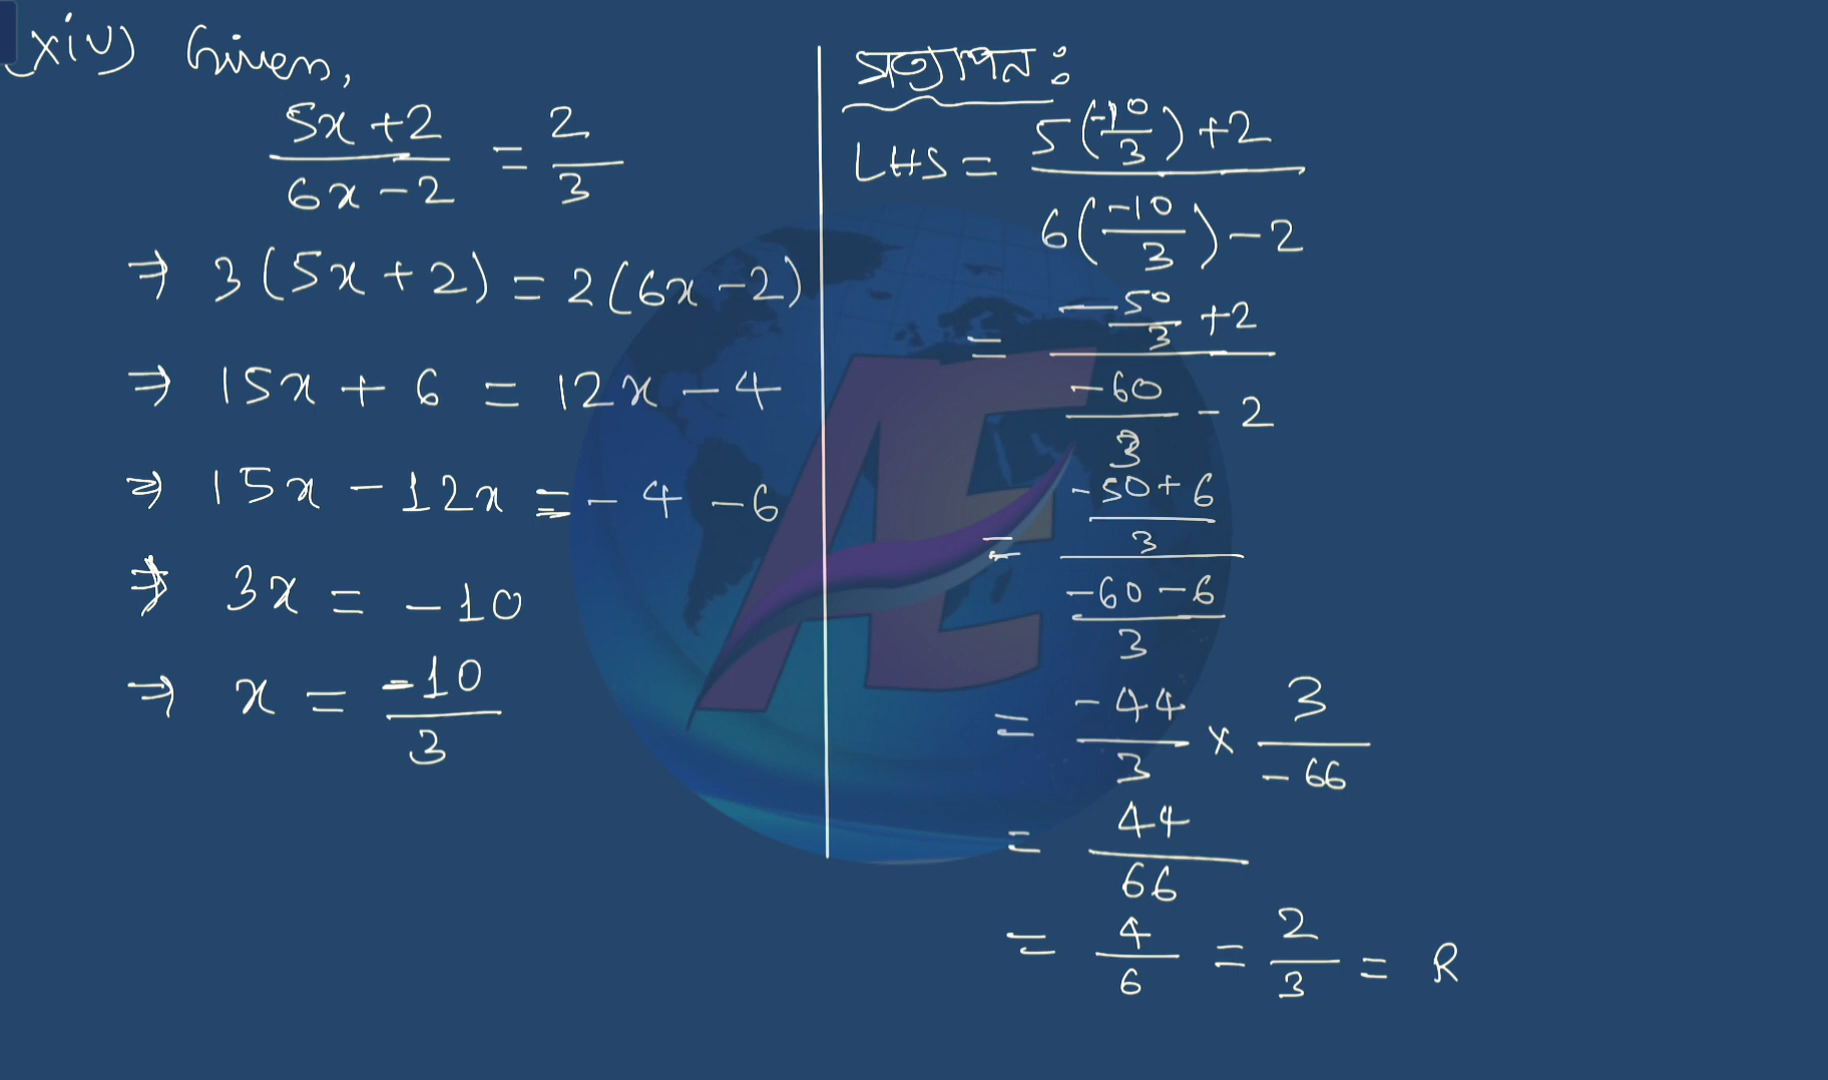 xiv) Given,
(5x+2)/(6x-2) = 2/3
⇒ 3(5x+2) = 2(6x-2)
⇒ 15x + 6 = 12x - 4
⇒ 15x - 12x = -4 -6
⇒ 3x = -10
⇒ x = -10/3
সত্যাপন :
LHS = (5(-10/3)+2)/(6(-10/3)-2)
= (-50/3 +2)/(-60/3 - 2)
= ((-50+6)/3)/((-60-6)/3)
= -44/3 × 3/-66
= 44/66
= 4/6 = 2/3 = R
AE